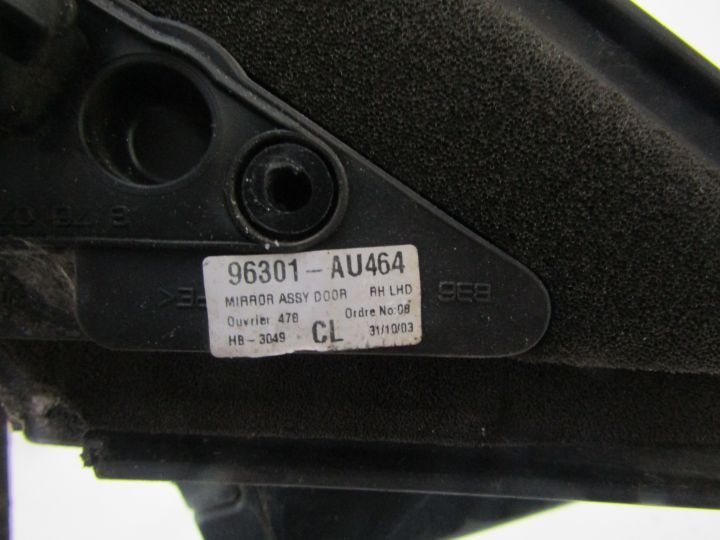 96301-AU464
MIRROR ASSY DOOR RH LHD
Ouvrier 478 Ordre No:08
HB-3049 CL 31/10/03